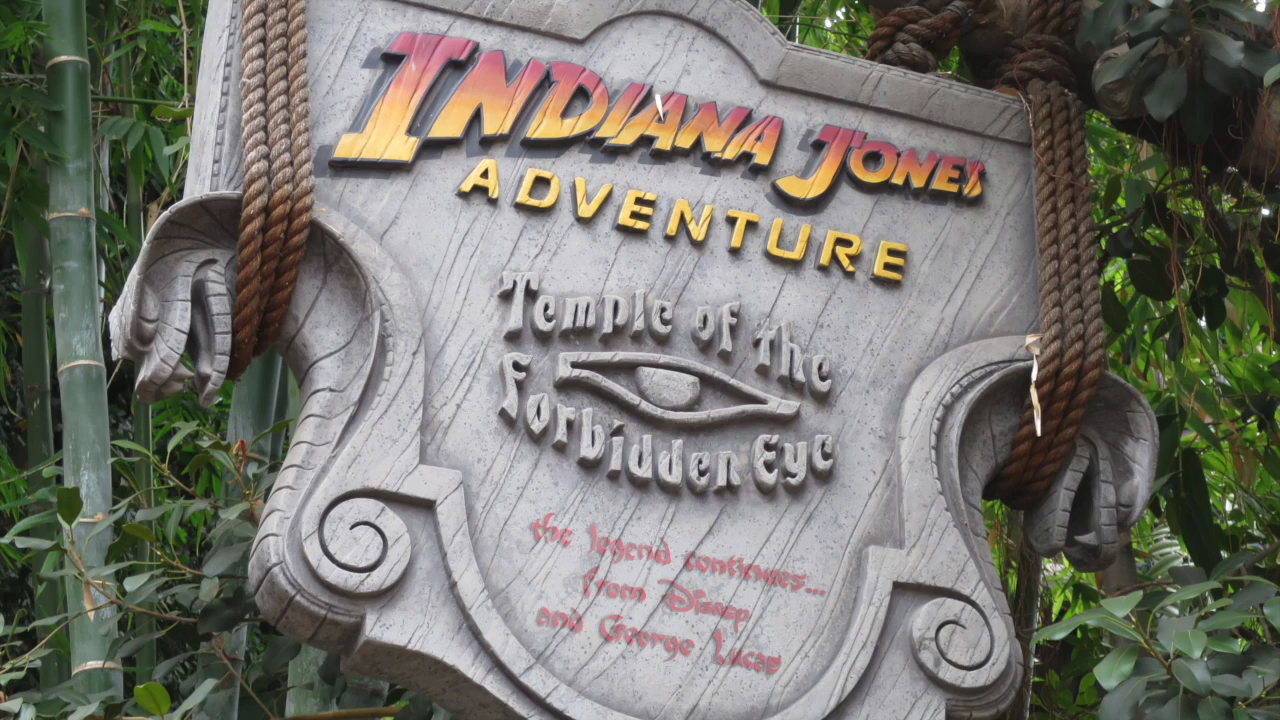 INDIANA JONES
ADVENTURE
Temple of the
Forbidden Eye
the legend continues...
from Disney
and George Lucas